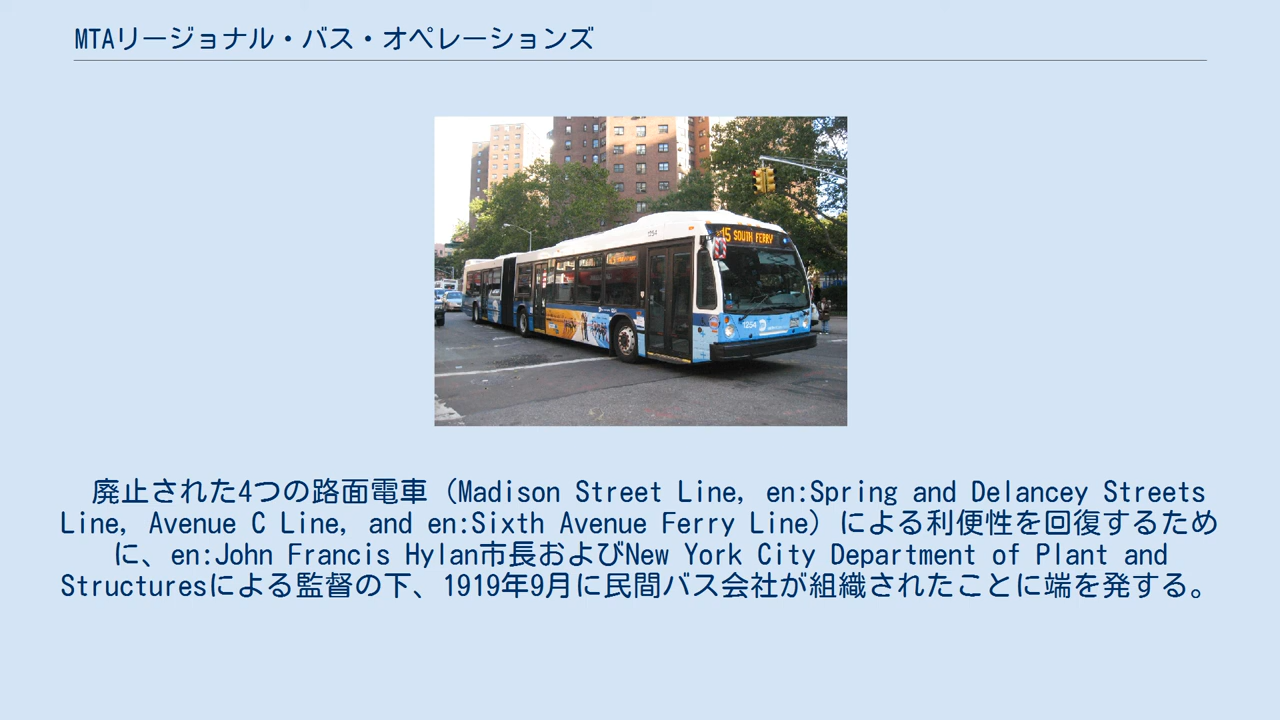 MTAリージョナル・バス・オペレーションズ
15 SOUTH FERRY
1254
1254
廃止された4つの路面電車（Madison Street Line, en:Spring and Delancey Streets
Line, Avenue C Line, and en:Sixth Avenue Ferry Line）による利便性を回復するため
に、en:John Francis Hylan市長およびNew York City Department of Plant and
Structuresによる監督の下、1919年9月に民間バス会社が組織されたことに端を発する。